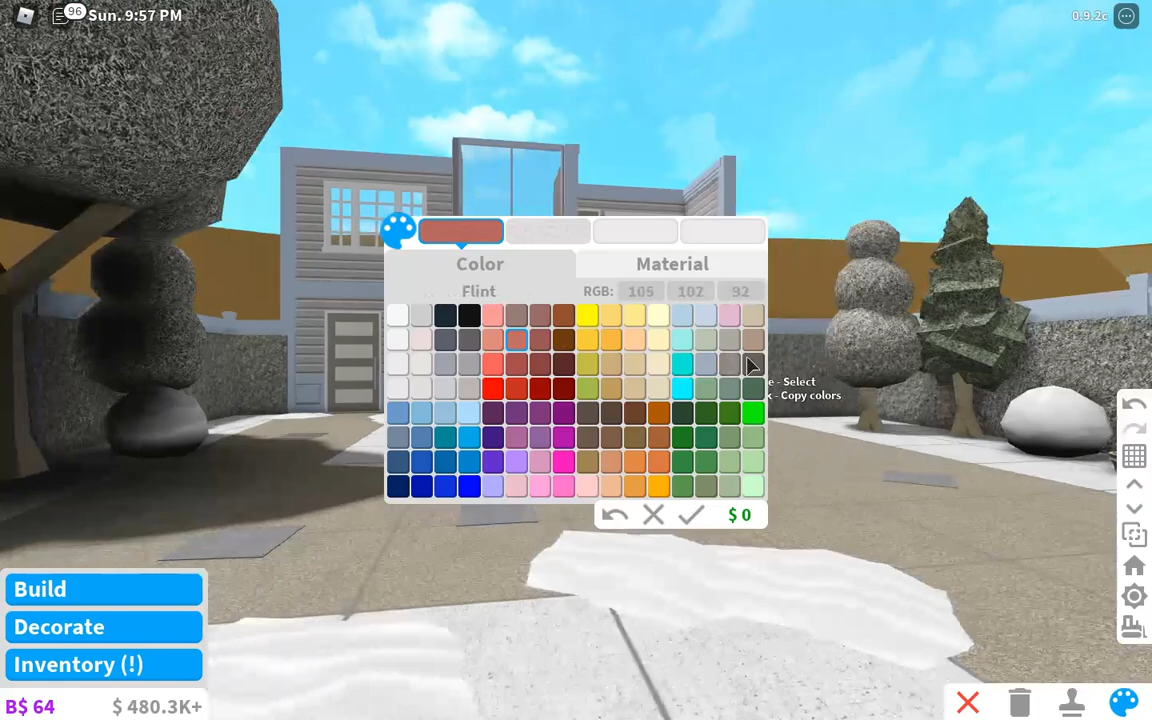 96
Sun. 9:57 PM
0.9.2c
Color
Material
Flint
RGB: 105 102 92
- Select
- Copy colors
$ 0
Build
Decorate
Inventory (!)
B$ 64
$ 480.3K+